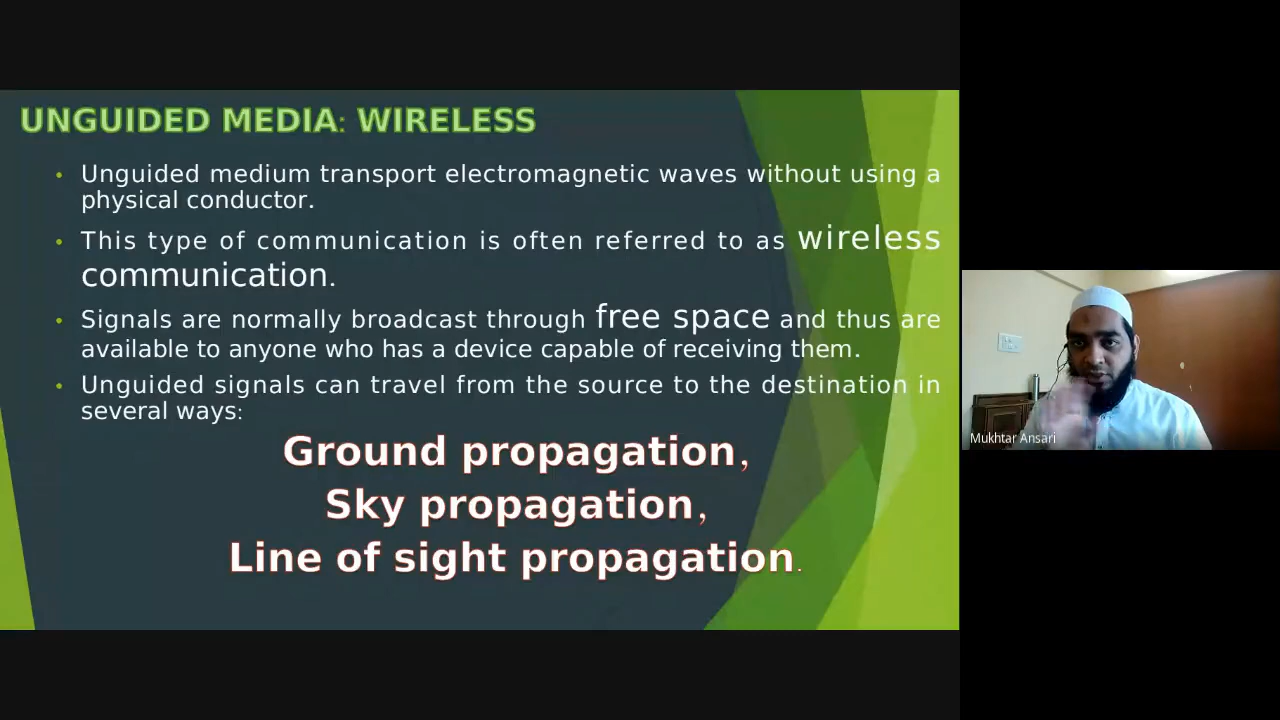 UNGUIDED MEDIA: WIRELESS
• Unguided medium transport electromagnetic waves without using a
physical conductor.
• This type of communication is often referred to as wireless
communication.
• Signals are normally broadcast through free space and thus are
available to anyone who has a device capable of receiving them.
• Unguided signals can travel from the source to the destination in
several ways:
Ground propagation,
Sky propagation,
Line of sight propagation.
Mukhtar Ansari